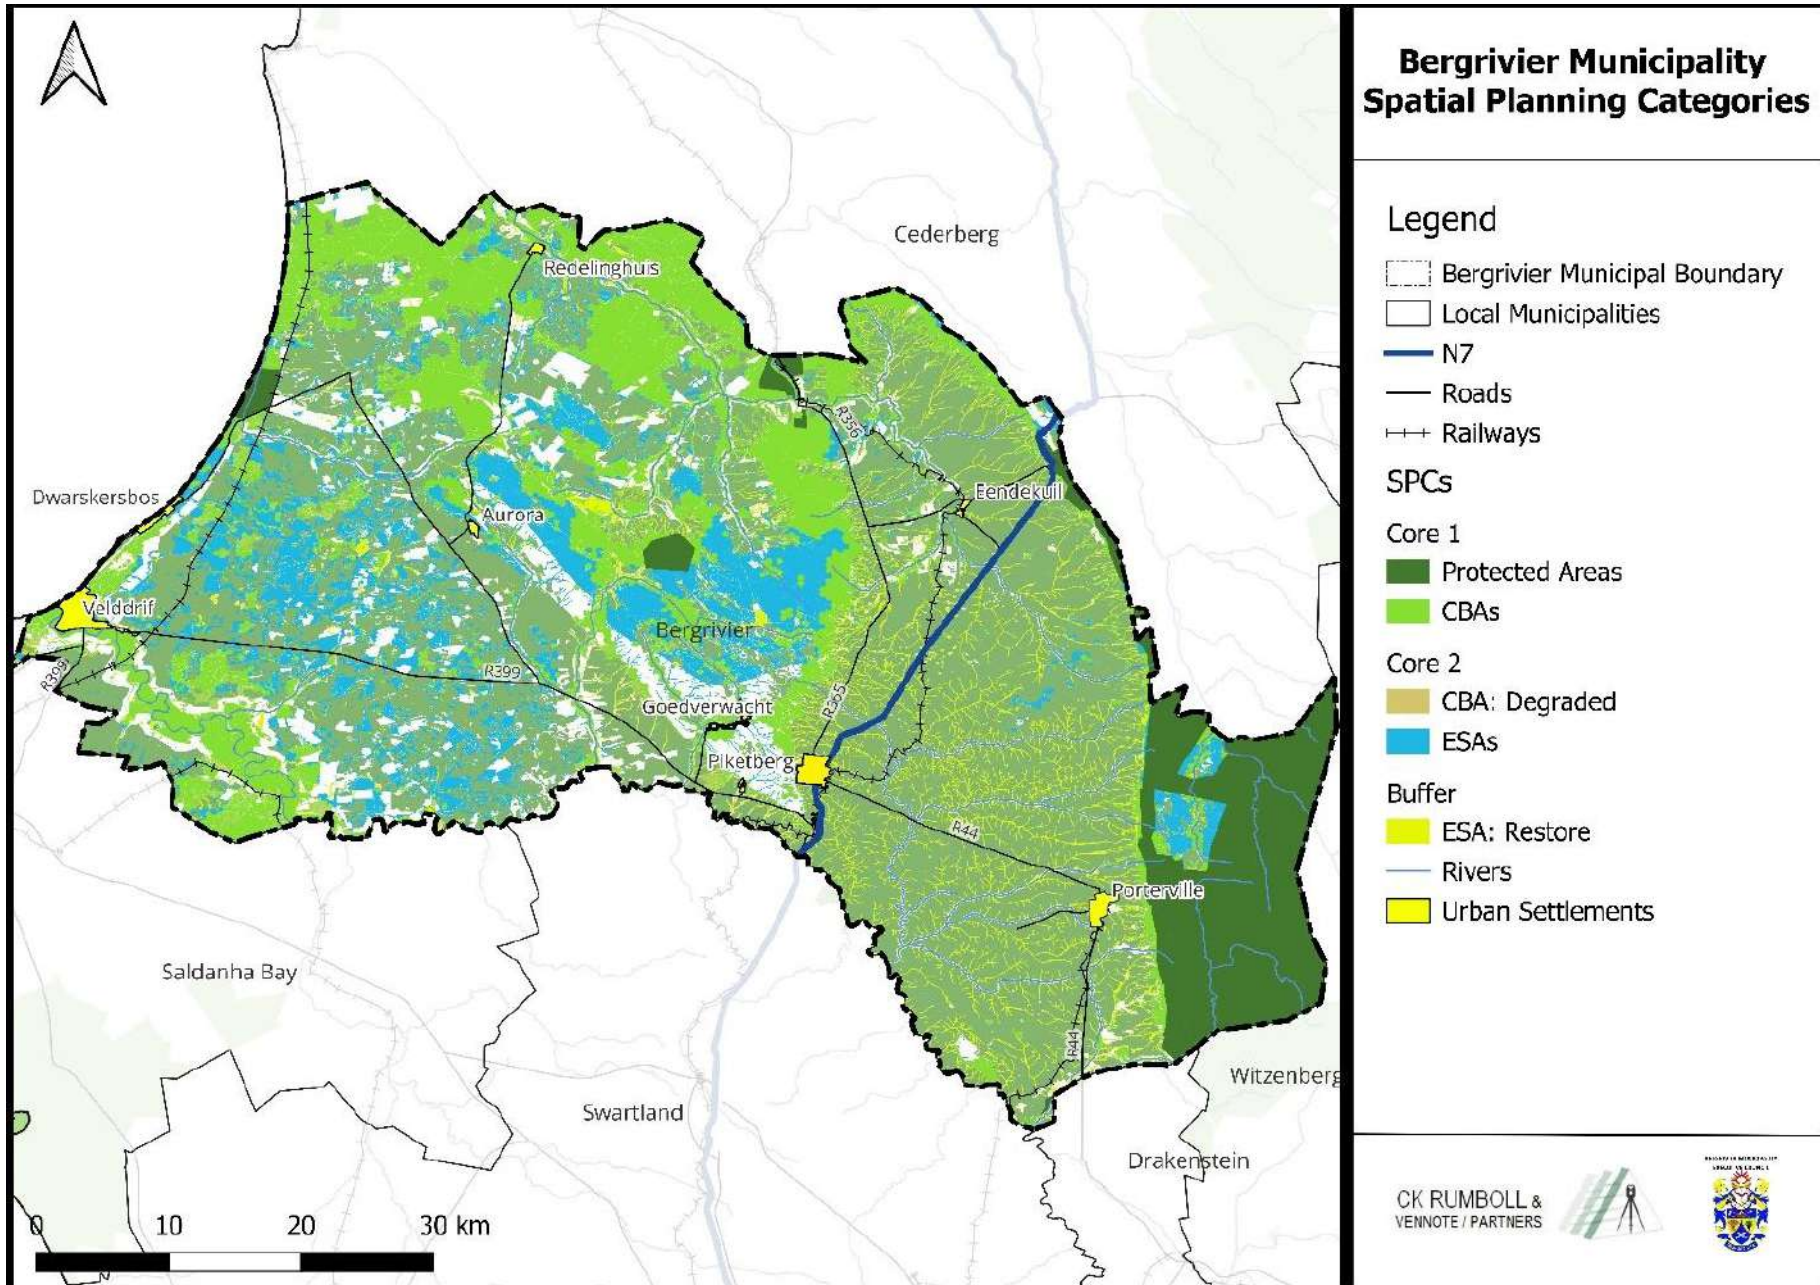 Bergrivier Municipality
Spatial Planning Categories
Legend
Bergrivier Municipal Boundary
Local Municipalities
N7
Roads
Railways
SPCs
Core 1
Protected Areas
CBAs
Core 2
CBA: Degraded
ESAs
Buffer
ESA: Restore
Rivers
Urban Settlements
CK RUMBOLL &
VENNOTE / PARTNERS
Cederberg
Redelinghuis
R356
Dwarskersbos
Eendekuil
Aurora
Velddrif
Bergrivier
R399
R399
Goedverwacht
R365
Piketberg
R44
Porterville
Saldanha Bay
R44
Witzenberg
Swartland
Drakenstein
0 10 20 30 km